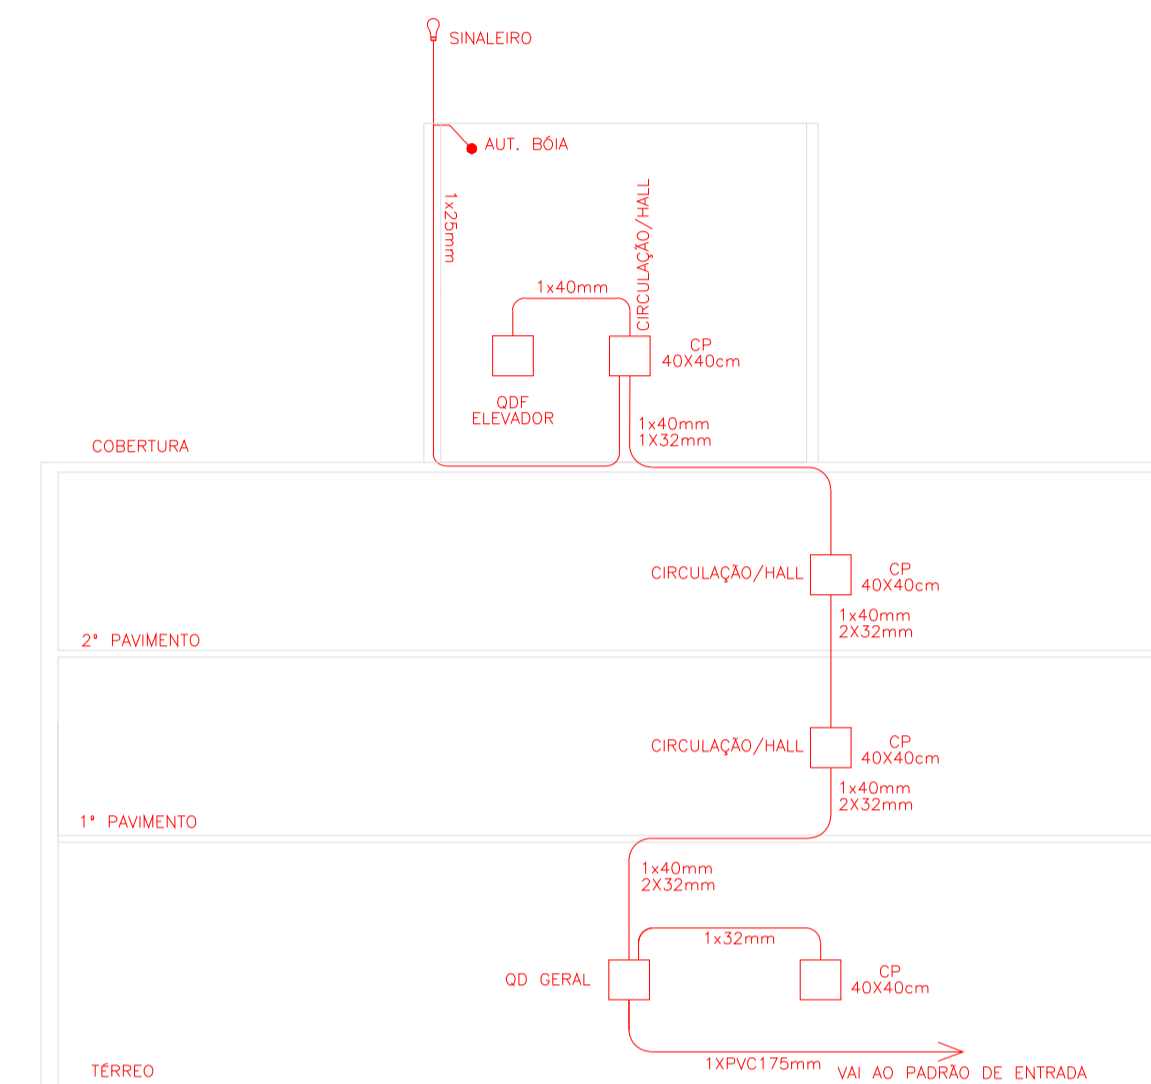 SINALEIRO
AUT. BÓIA
1x25mm
CIRCULAÇÃO/HALL
1x40mm
CP
40X40cm
QDF
ELEVADOR
1x40mm
1X32mm
COBERTURA
CIRCULAÇÃO/HALL
CP
40X40cm
1x40mm
2X32mm
2° PAVIMENTO
CIRCULAÇÃO/HALL
CP
40X40cm
1x40mm
2X32mm
1° PAVIMENTO
1x40mm
2X32mm
1x32mm
QD GERAL
CP
40X40cm
1XPVC175mm
VAI AO PADRÃO DE ENTRADA
TÉRREO